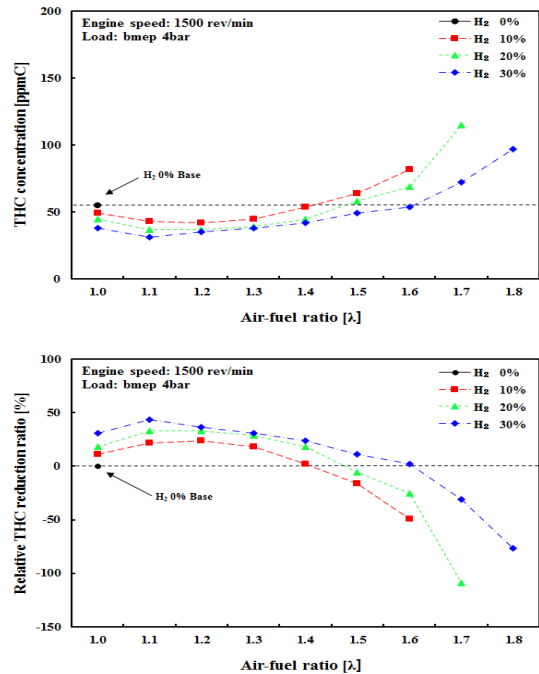 Engine speed: 1500 rev/min
Load: bmep 4bar
H₂ 0%
H₂ 10%
H₂ 20%
H₂ 30%
H₂ 0% Base
THC concentration [ppmC]
200
150
100
50
0
1.0 1.1 1.2 1.3 1.4 1.5 1.6 1.7 1.8
Air-fuel ratio [λ]
Engine speed: 1500 rev/min
Load: bmep 4bar
H₂ 0%
H₂ 10%
H₂ 20%
H₂ 30%
H₂ 0% Base
Relative THC reduction ratio [%]
100
50
0
-50
-100
-150
1.0 1.1 1.2 1.3 1.4 1.5 1.6 1.7 1.8
Air-fuel ratio [λ]